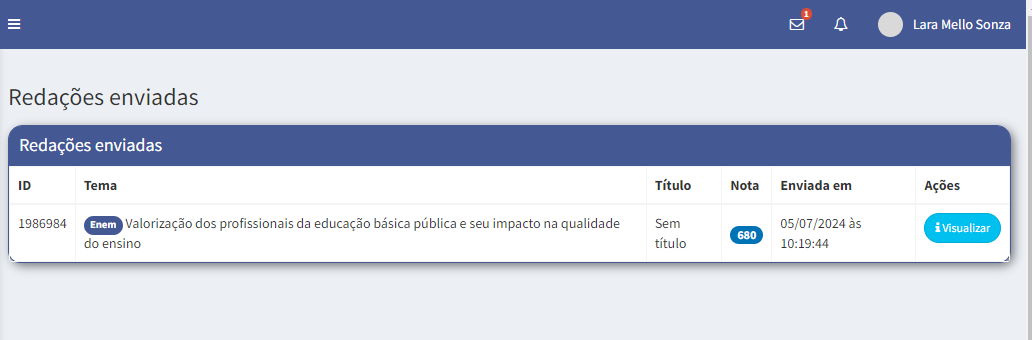 1
Lara Mello Sonza
Redações enviadas
Redações enviadas
ID Tema Título Nota Enviada em Ações
1986984 Enem Valorização dos profissionais da educação básica pública e seu impacto na qualidade do ensino Sem título 680 05/07/2024 às 10:19:44 Visualizar